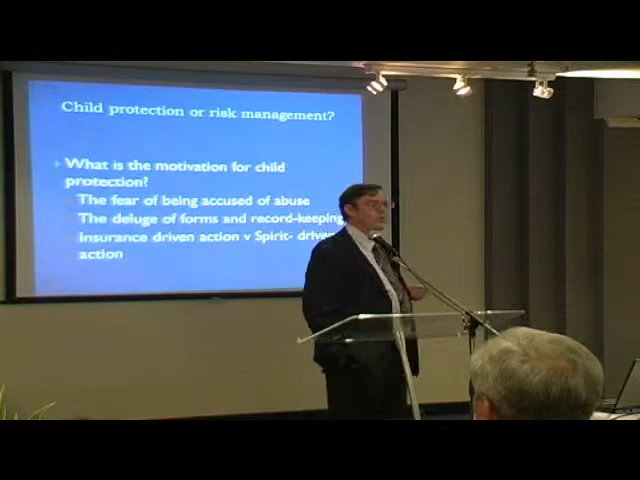 Child protection or risk management?
What is the motivation for child
protection?
The fear of being accused of abuse
The deluge of forms and record-keeping
Insurance driven action v Spirit- driven
action